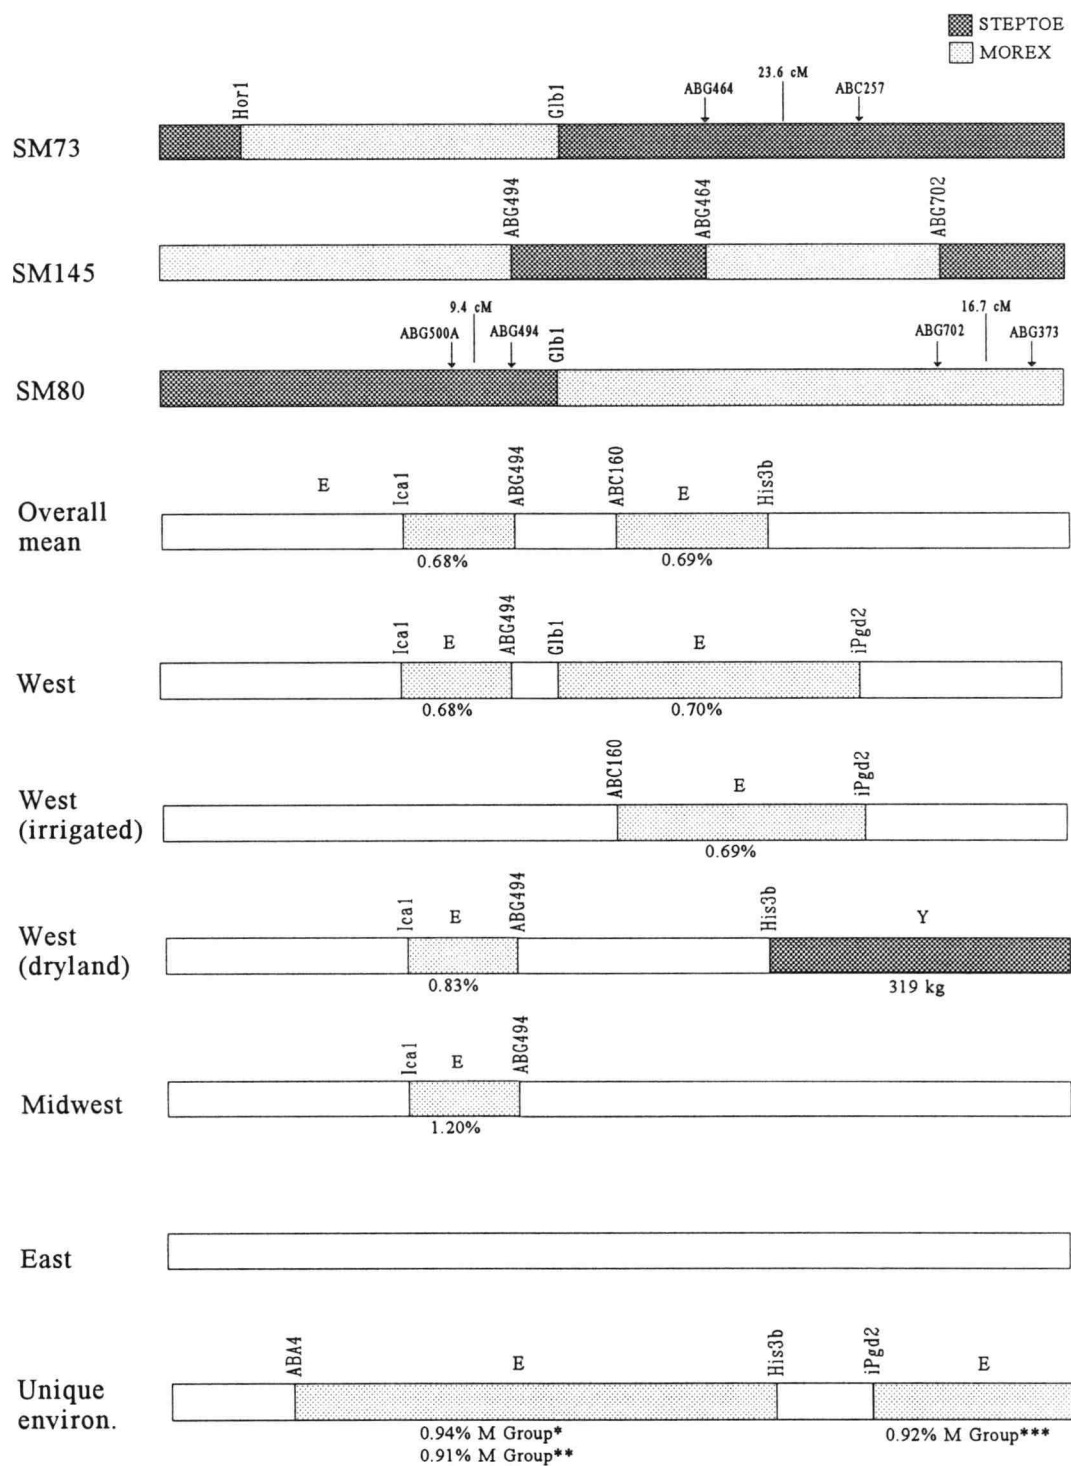 STEPTOE
MOREX
SM73
Hor1
Glb1
ABG464
23.6 cM
ABC257
SM145
ABG494
ABG464
ABG702
SM80
ABG500A
9.4 cM
ABG494
Glb1
ABG702
16.7 cM
ABG373
Overall
mean
E
Ica1
ABG494
ABC160
E
His3b
0.68%
0.69%
West
Ica1
E
ABG494
Glb1
E
iPgd2
0.68%
0.70%
West
(irrigated)
ABC160
E
iPgd2
0.69%
West
(dryland)
Ica1
E
ABG494
His3b
Y
0.83%
319 kg
Midwest
Ica1
E
ABG494
1.20%
East
Unique
environ.
ABA4
E
His3b
iPgd2
E
0.94% M Group*
0.91% M Group**
0.92% M Group***